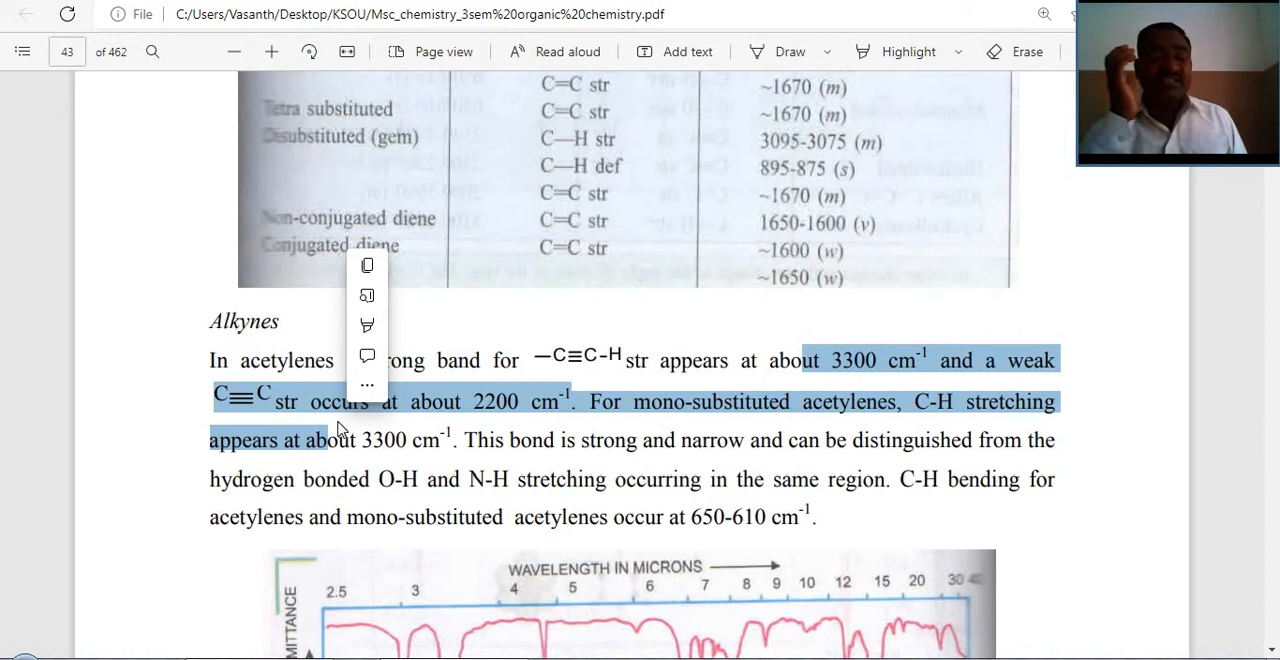 File C:/Users/Vasanth/Desktop/KSOU/Msc_chemistry_3sem%20organic%20chemistry.pdf
43 of 462 Page view Read aloud Add text Draw Highlight Erase
C=C str ~1670 (m)
Tetra substituted C=C str ~1670 (m)
Disubstituted (gem) C—H str 3095-3075 (m)
C—H def 895-875 (s)
C=C str ~1670 (m)
Non-conjugated diene C=C str 1650-1600 (v)
Conjugated diene C=C str ~1600 (w)
~1650 (w)
Alkynes
In acetylenes rong band for —C≡C-H str appears at about 3300 cm-1 and a weak
C≡C str occurs at about 2200 cm-1. For mono-substituted acetylenes, C-H stretching
appears at about 3300 cm-1. This bond is strong and narrow and can be distinguished from the
hydrogen bonded O-H and N-H stretching occurring in the same region. C-H bending for
acetylenes and mono-substituted acetylenes occur at 650-610 cm-1.
WAVELENGTH IN MICRONS
2.5 3 4 5 6 7 8 9 10 12 15 20 30 40
MITTANCE